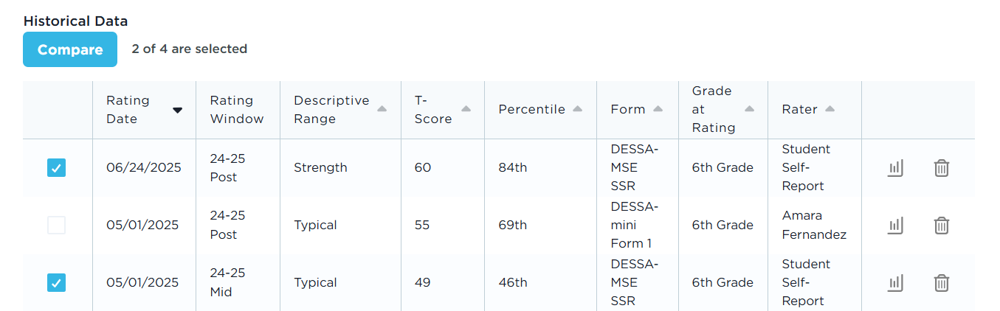 Historical Data
Compare 2 of 4 are selected
Rating Date Rating Window Descriptive Range T-Score Percentile Form Grade at Rating Rater
06/24/2025 24-25 Post Strength 60 84th DESSA-MSE SSR 6th Grade Student Self-Report
05/01/2025 24-25 Post Typical 55 69th DESSA-mini Form 1 6th Grade Amara Fernandez
05/01/2025 24-25 Mid Typical 49 46th DESSA-MSE SSR 6th Grade Student Self-Report